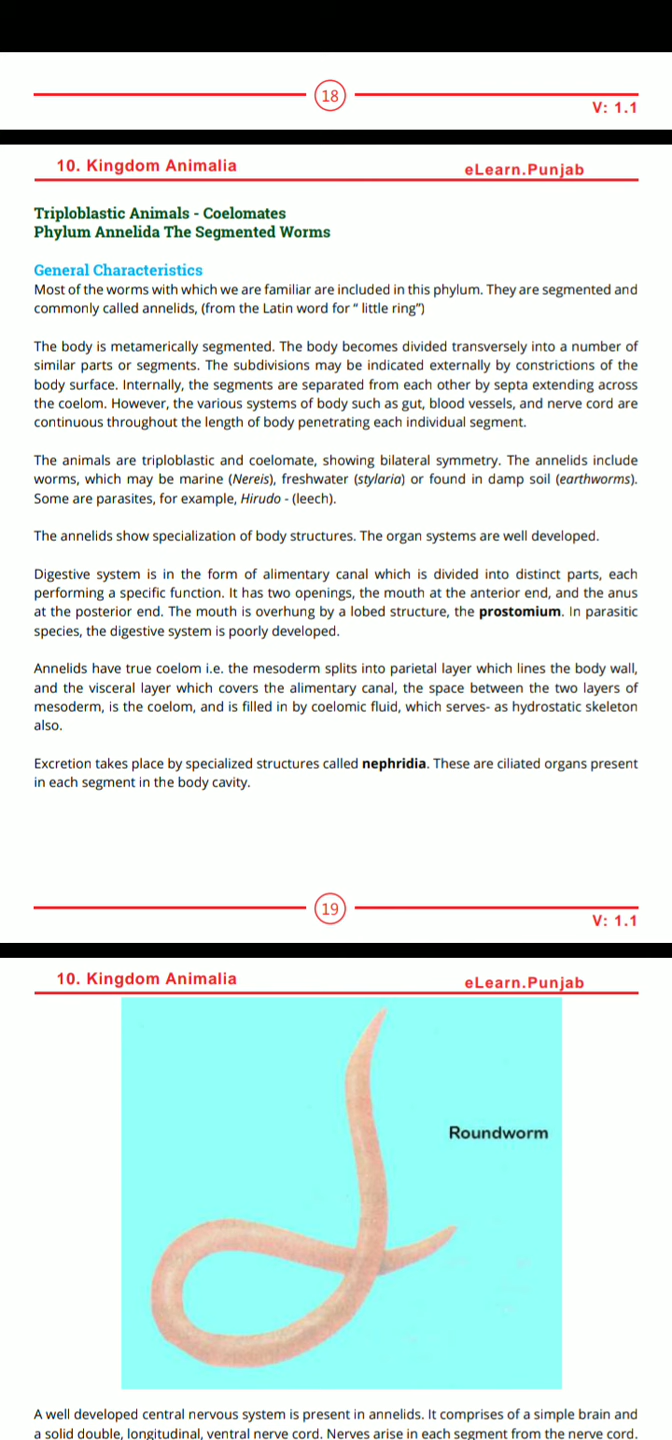 18
V: 1.1
10. Kingdom Animalia
eLearn.Punjab
Triploblastic Animals - Coelomates
Phylum Annelida The Segmented Worms
General Characteristics
Most of the worms with which we are familiar are included in this phylum. They are segmented and
commonly called annelids, (from the Latin word for “ little ring”)
The body is metamerically segmented. The body becomes divided transversely into a number of
similar parts or segments. The subdivisions may be indicated externally by constrictions of the
body surface. Internally, the segments are separated from each other by septa extending across
the coelom. However, the various systems of body such as gut, blood vessels, and nerve cord are
continuous throughout the length of body penetrating each individual segment.
The animals are triploblastic and coelomate, showing bilateral symmetry. The annelids include
worms, which may be marine (Nereis), freshwater (stylaria) or found in damp soil (earthworms).
Some are parasites, for example, Hirudo - (leech).
The annelids show specialization of body structures. The organ systems are well developed.
Digestive system is in the form of alimentary canal which is divided into distinct parts, each
performing a specific function. It has two openings, the mouth at the anterior end, and the anus
at the posterior end. The mouth is overhung by a lobed structure, the prostomium. In parasitic
species, the digestive system is poorly developed.
Annelids have true coelom i.e. the mesoderm splits into parietal layer which lines the body wall,
and the visceral layer which covers the alimentary canal, the space between the two layers of
mesoderm, is the coelom, and is filled in by coelomic fluid, which serves- as hydrostatic skeleton
also.
Excretion takes place by specialized structures called nephridia. These are ciliated organs present
in each segment in the body cavity.
19
V: 1.1
10. Kingdom Animalia
eLearn.Punjab
Roundworm
A well developed central nervous system is present in annelids. It comprises of a simple brain and
a solid double, longitudinal, ventral nerve cord. Nerves arise in each segment from the nerve cord.